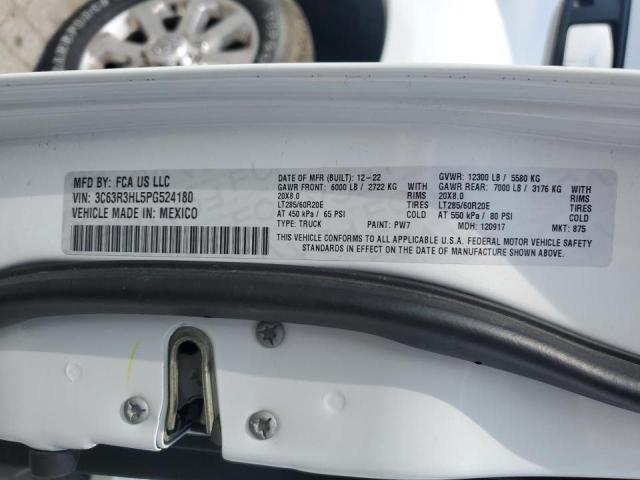 MFD BY: FCA US LLC
VIN: 3C63R3HL5PG524180
VEHICLE MADE IN: MEXICO
DATE OF MFR (BUILT): 12-22
GVWR: 12300 LB / 5580 KG
GAWR FRONT: 6000 LB / 2722 KG WITH
GAWR REAR: 7000 LB / 3176 KG WITH
20X8.0 RIMS
20X8.0 RIMS
LT285/60R20E TIRES
LT285/60R20E TIRES
AT 450 kPa / 65 PSI COLD
AT 550 kPa / 80 PSI COLD
TYPE: TRUCK PAINT: PW7 MDH: 120917 MKT: 875
THIS VEHICLE CONFORMS TO ALL APPLICABLE U.S.A. FEDERAL MOTOR VEHICLE SAFETY
STANDARDS IN EFFECT ON THE DATE OF MANUFACTURE SHOWN ABOVE.